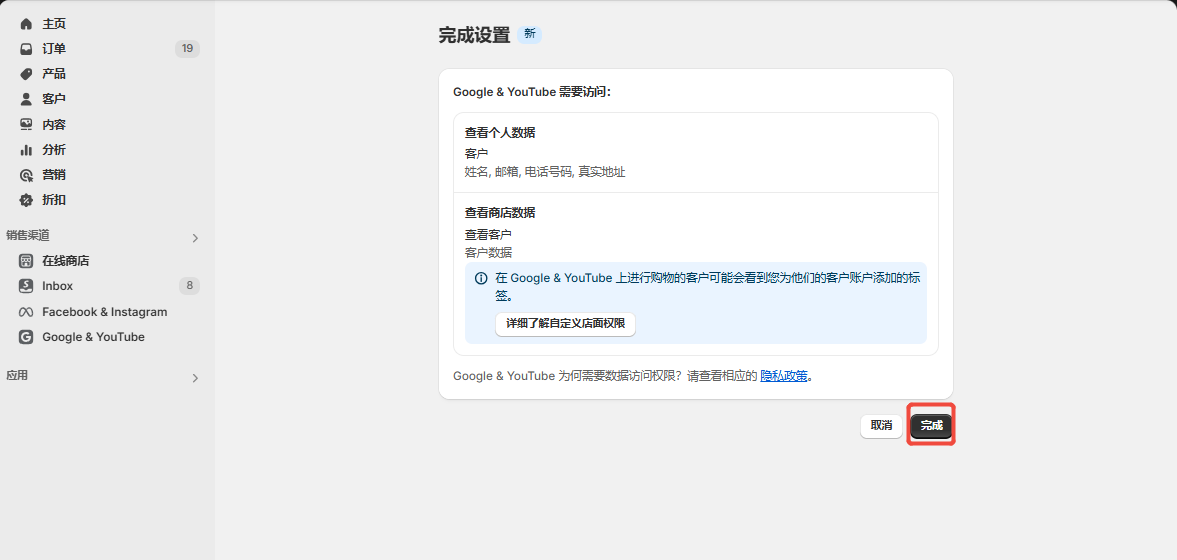 主页
订单 19
产品
客户
内容
分析
营销
折扣
销售渠道
在线商店
Inbox 8
Facebook & Instagram
Google & YouTube
应用
完成设置 新
Google & YouTube 需要访问：
查看个人数据
客户
姓名, 邮箱, 电话号码, 真实地址
查看商店数据
查看客户
客户数据
在 Google & YouTube 上进行购物的客户可能会看到您为他们的客户账户添加的标
签。
详细了解自定义店面权限
Google & YouTube 为何需要数据访问权限？请查看相应的 隐私政策。
取消 完成